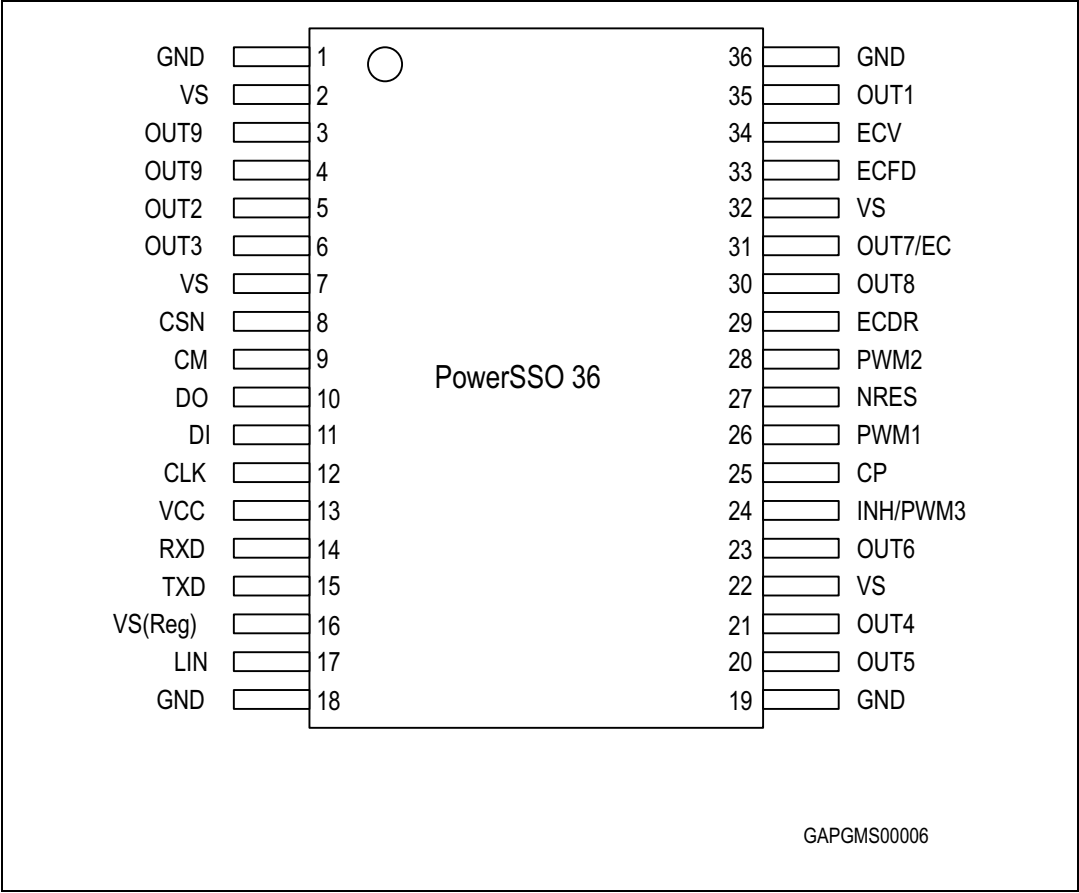 GND 1 36 GND
VS 2 35 OUT1
OUT9 3 34 ECV
OUT9 4 33 ECFD
OUT2 5 32 VS
OUT3 6 31 OUT7/EC
VS 7 30 OUT8
CSN 8 29 ECDR
CM 9 28 PWM2
PowerSSO 36
DO 10 27 NRES
DI 11 26 PWM1
CLK 12 25 CP
VCC 13 24 INH/PWM3
RXD 14 23 OUT6
TXD 15 22 VS
VS(Reg) 16 21 OUT4
LIN 17 20 OUT5
GND 18 19 GND
GAPGMS00006